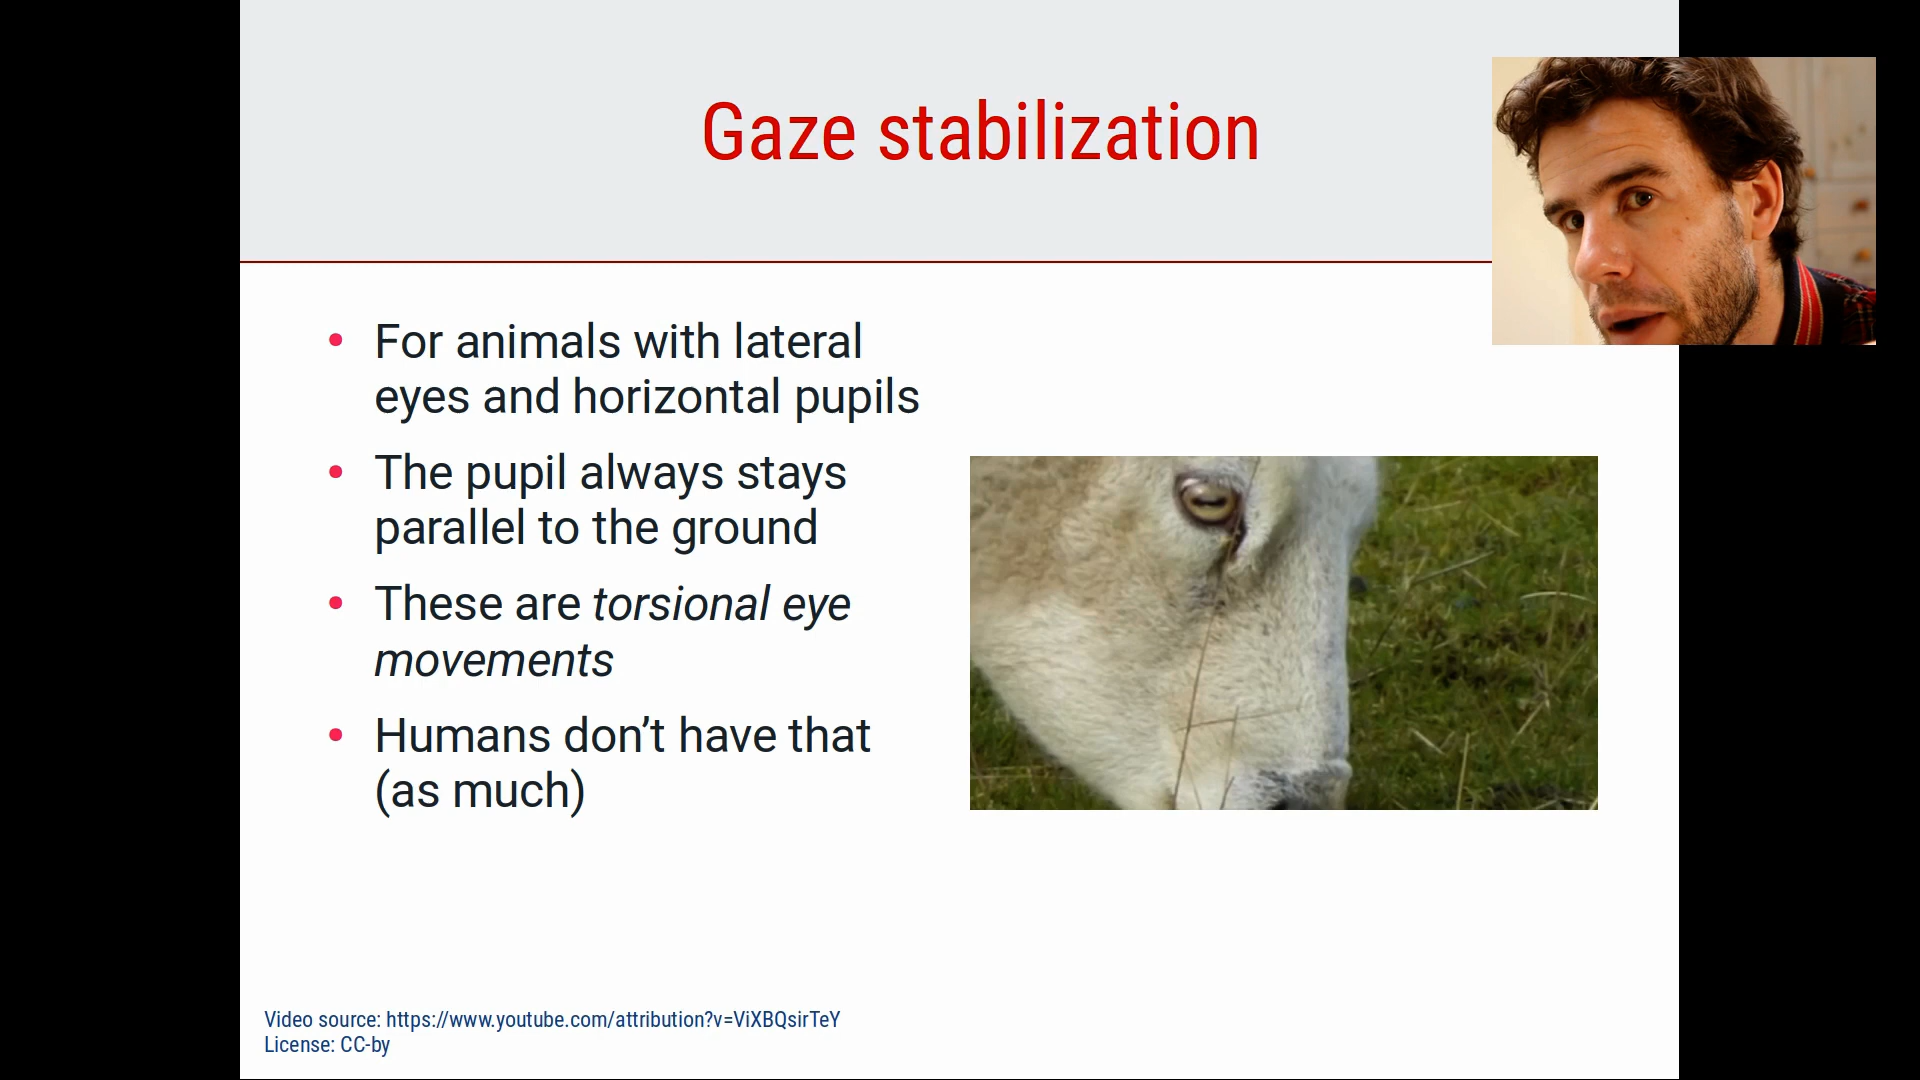 Gaze stabilization
For animals with lateral
eyes and horizontal pupils
The pupil always stays
parallel to the ground
These are torsional eye
movements
Humans don’t have that
(as much)
Video source: https://www.youtube.com/attribution?v=ViXBQsirTeY
License: CC-by